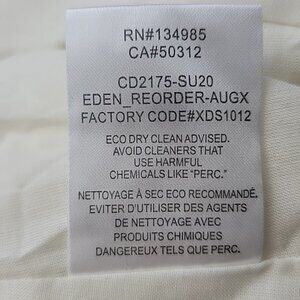 RN#134985
CA#50312
CD2175-SU20
EDEN_REORDER-AUGX
FACTORY CODE#XDS1012
ECO DRY CLEAN ADVISED.
AVOID CLEANERS THAT
USE HARMFUL
CHEMICALS LIKE "PERC."
NETTOYAGE À SEC ECO RECOMMANDÉ.
EVITER D'UTILISER DES AGENTS
DE NETTOYAGE AVEC
PRODUITS CHIMIQUES
DANGEREUX TELS QUE PERC.